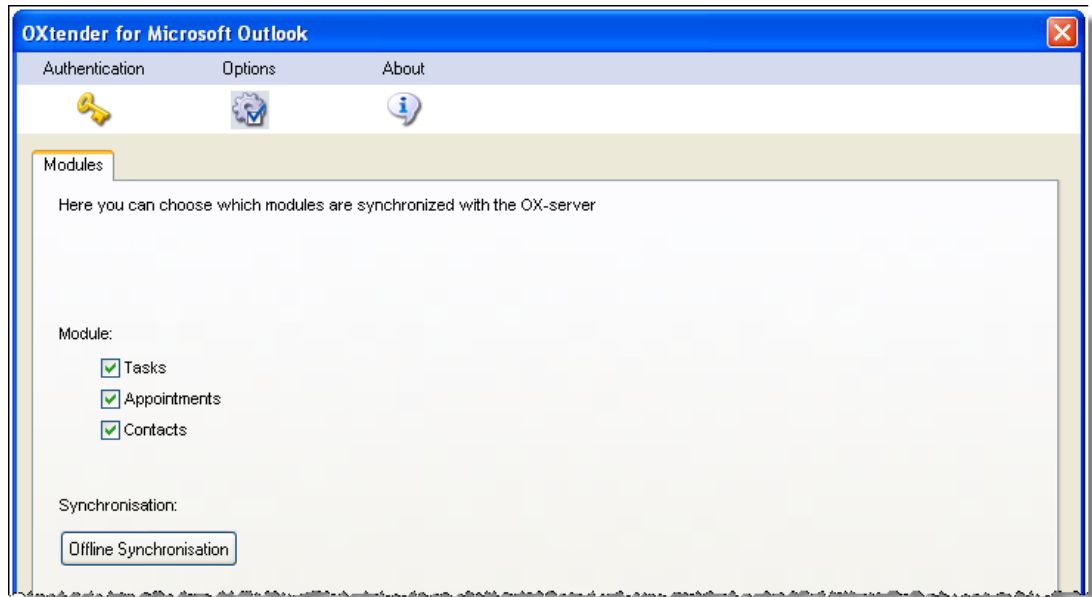 OXtender for Microsoft Outlook
Authentication Options About
Modules
Here you can choose which modules are synchronized with the OX-server
Module:
Tasks
Appointments
Contacts
Synchronisation:
Offline Synchronisation